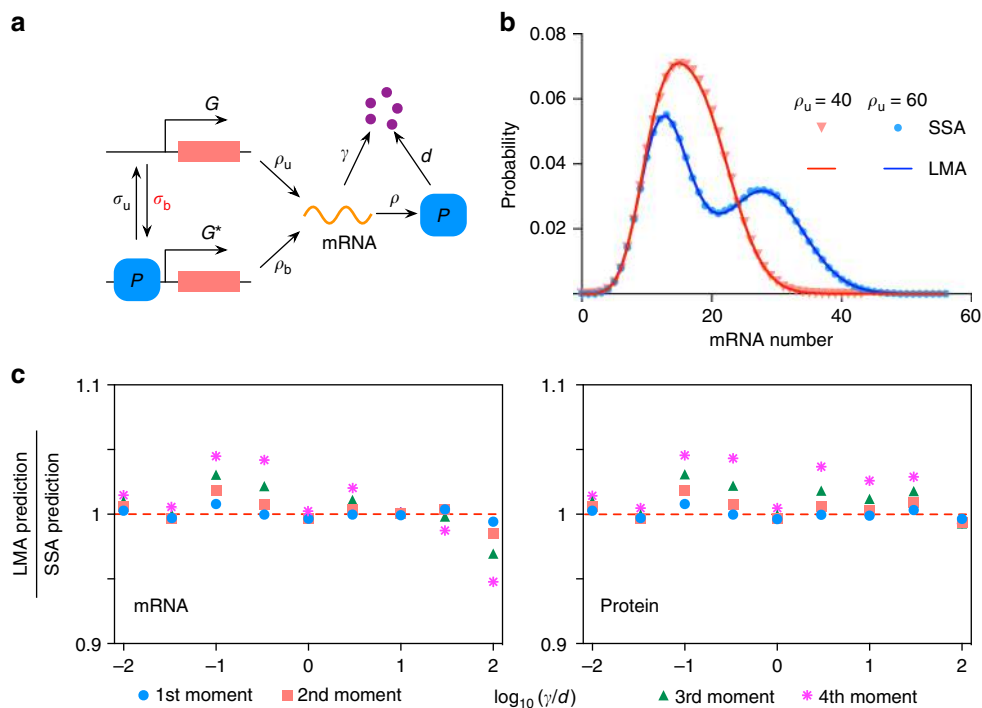 a
G
σu
σb
P
G*
ρu
ρb
γ
d
mRNA
ρ
P
b
0.08
0.06
0.04
0.02
Probability
0
20
40
60
mRNA number
ρu = 40 ρu = 60
SSA
LMA
c
LMA prediction
SSA prediction
1.1
1
0.9
mRNA
–2 –1 0 1 2
1.1
1
0.9
Protein
–2 –1 0 1 2
1st moment 2nd moment log10 (γ/d) 3rd moment 4th moment